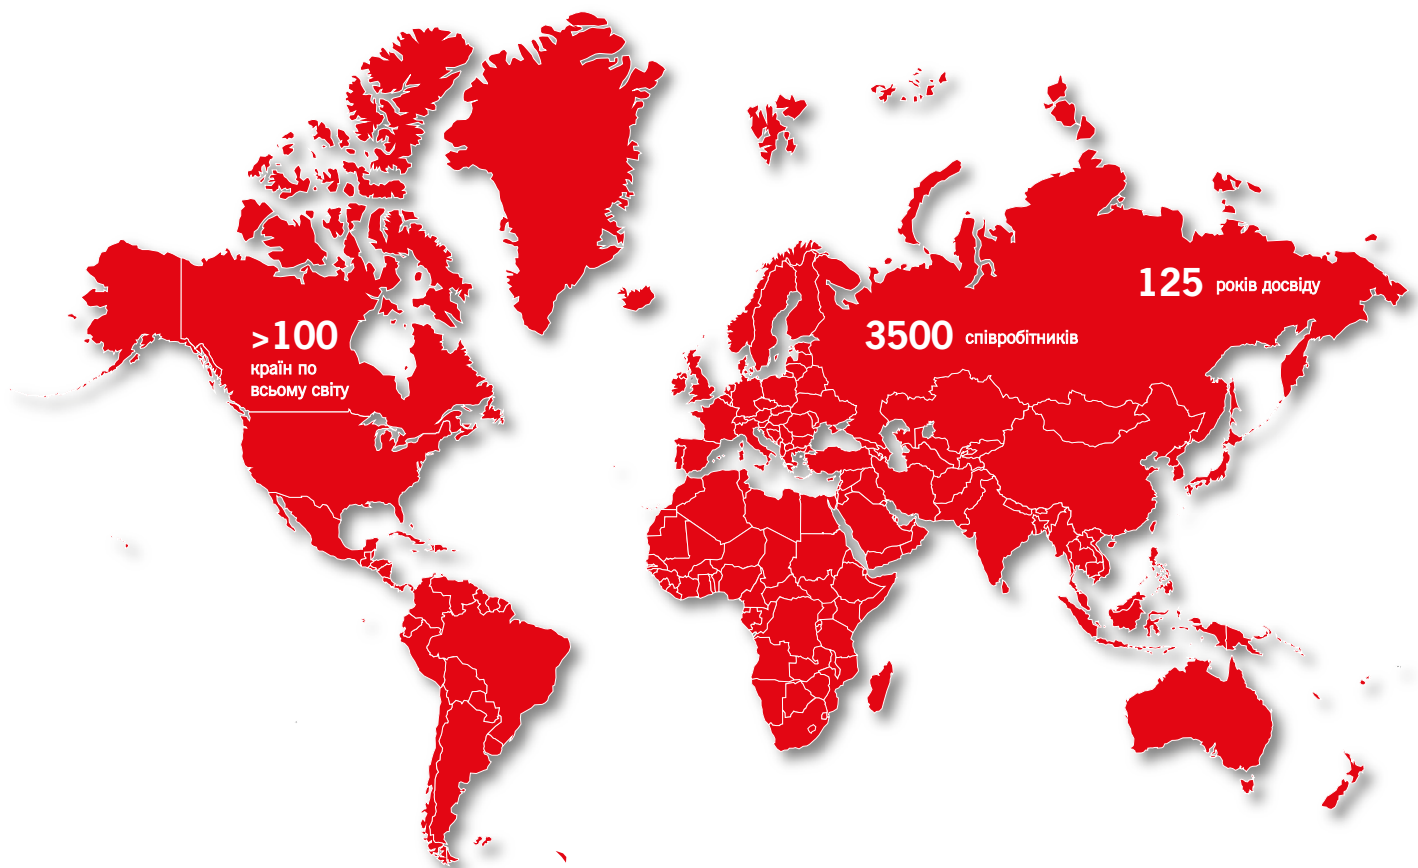 >100
країн по
всьому світу
3500 співробітників
125 років досвіду